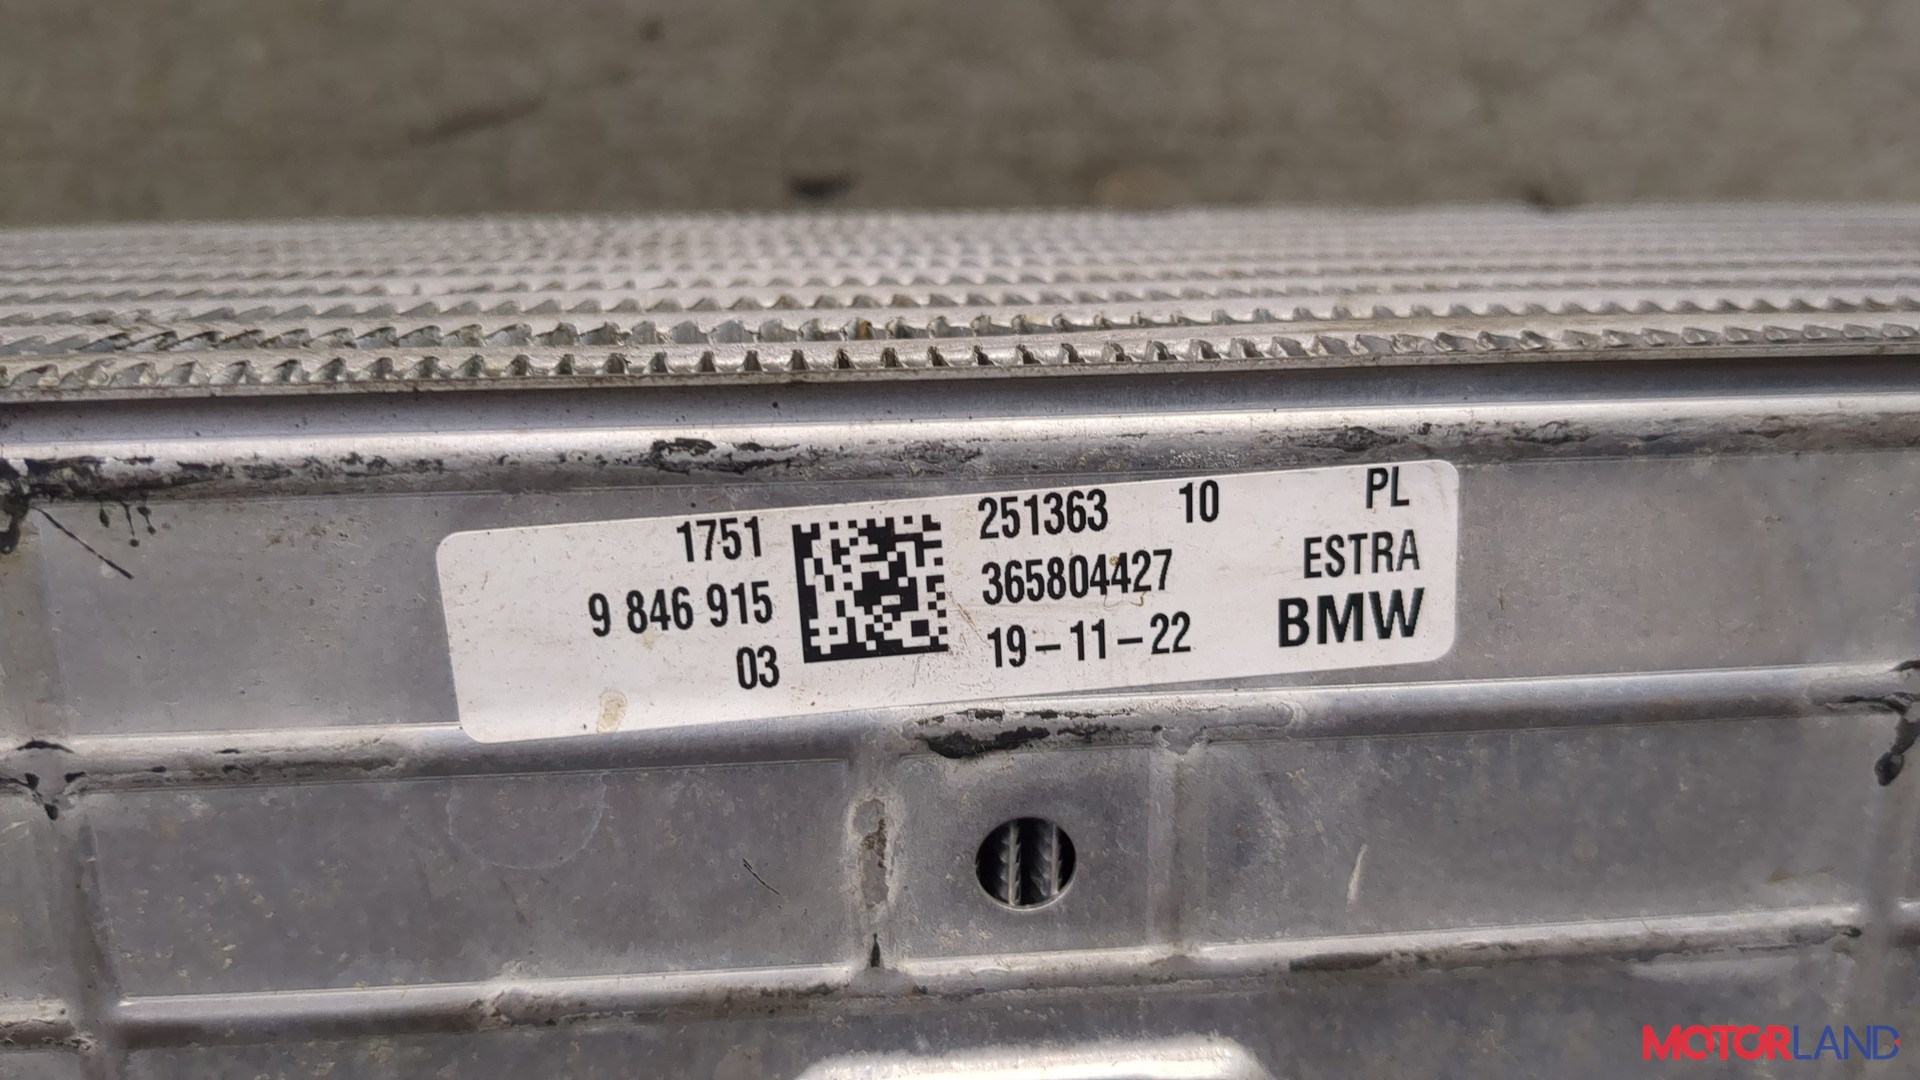 1751 251363 10 PL
9 846 915 365804427 ESTRA
03 19-11-22 BMW
MOTORLAND